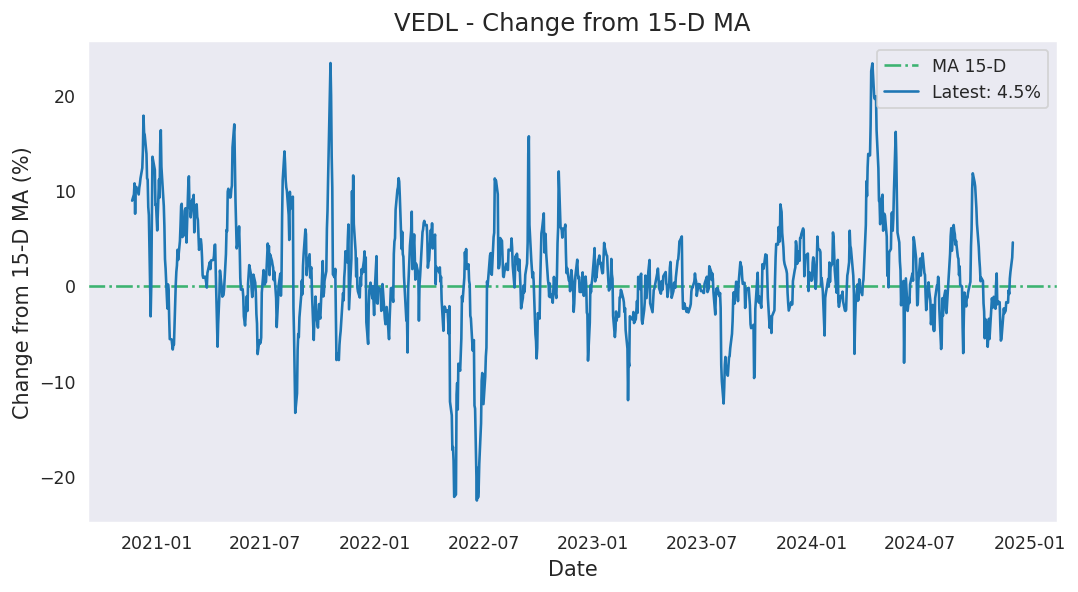 VEDL - Change from 15-D MA
MA 15-D
Latest: 4.5%
Change from 15-D MA (%)
20
10
0
−10
−20
2021-01 2021-07 2022-01 2022-07 2023-01 2023-07 2024-01 2024-07 2025-01
Date